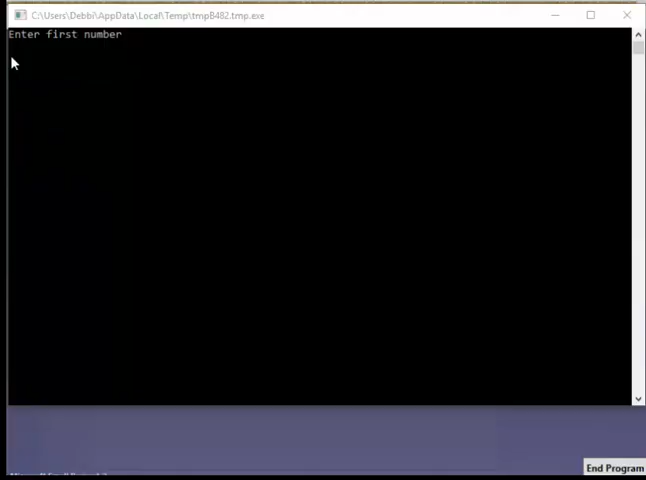 C:\Users\Debbi\AppData\Local\Temp\tmpB482.tmp.exe
Enter first number
End Program